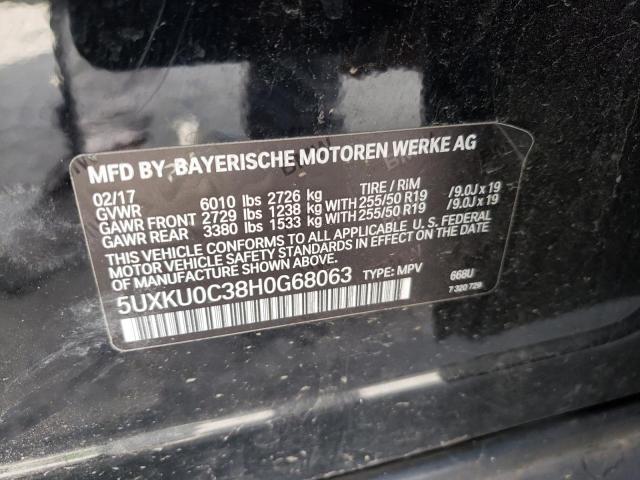 MFD BY-BAYERISCHE MOTOREN WERKE AG
02/17 TIRE / RIM
GVWR 6010 lbs 2726 kg
GAWR FRONT 2729 lbs 1238 kg WITH 255/50 R19 /9.0J x 19
GAWR REAR 3380 lbs 1533 kg WITH 255/50 R19 /9.0J x 19
THIS VEHICLE CONFORMS TO ALL APPLICABLE U. S. FEDERAL
MOTOR VEHICLE SAFETY STANDARDS IN EFFECT ON THE
DATE OF MANUFACTURE SHOWN ABOVE.
5UXKU0C38H0G68063 TYPE: MPV 668U
7 320 729